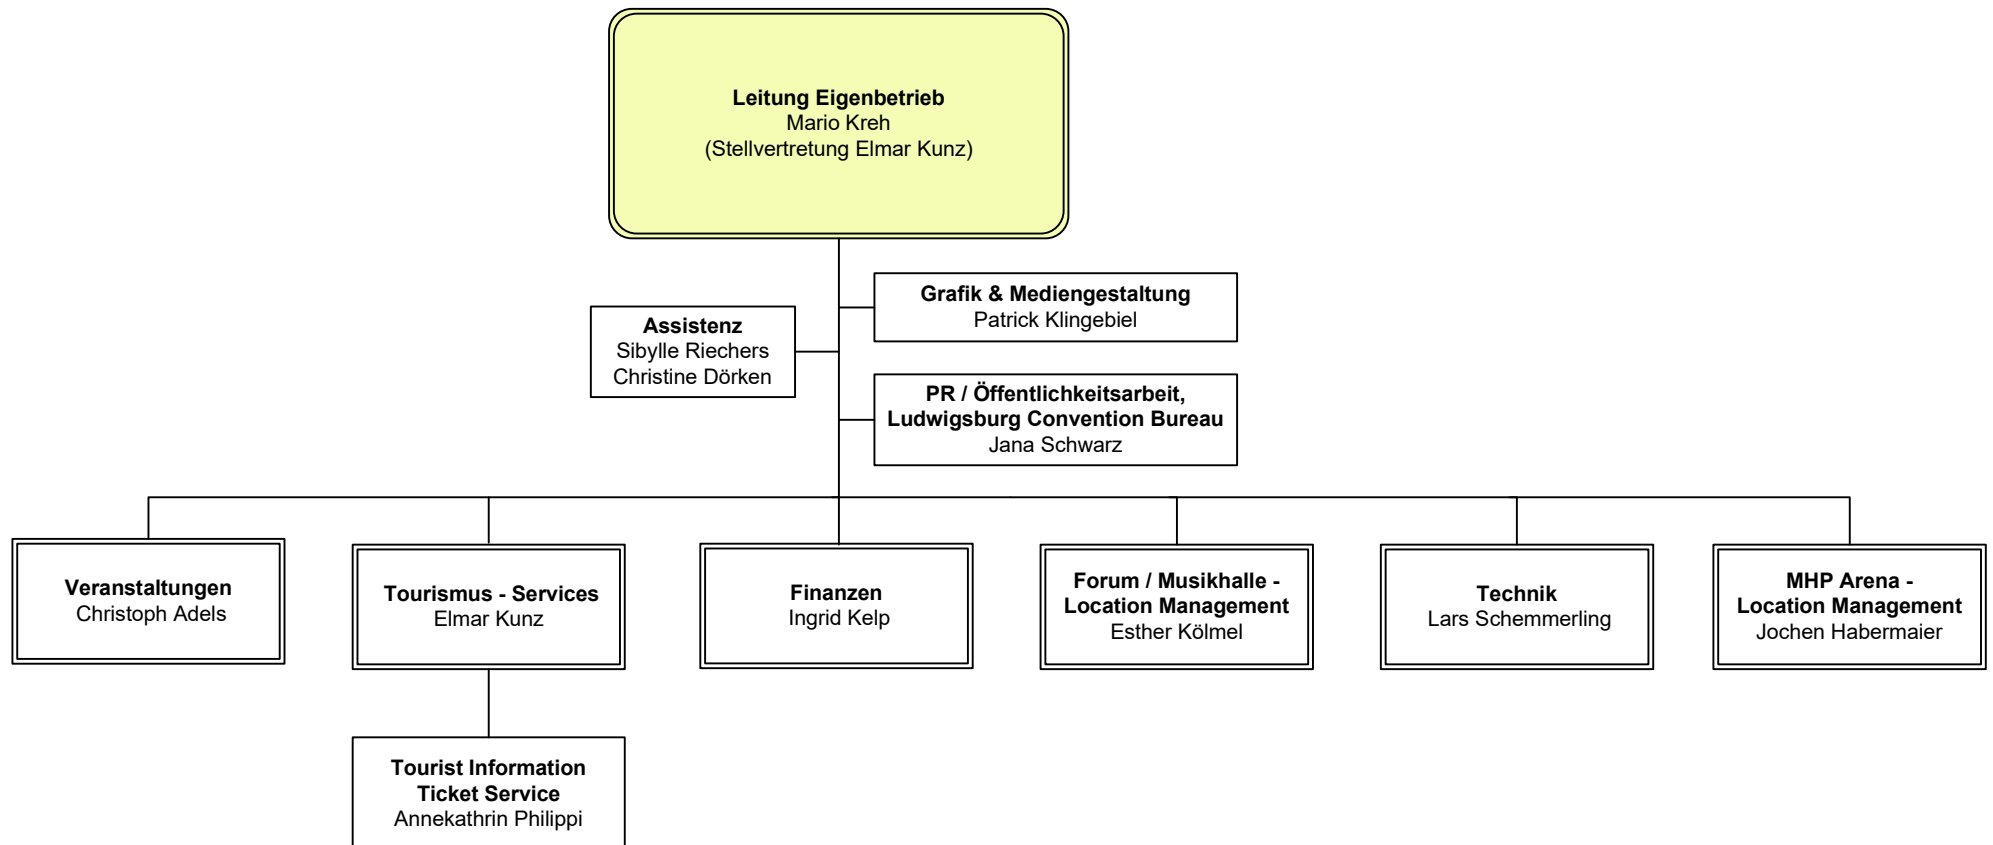 Leitung Eigenbetrieb
Mario Kreh
(Stellvertretung Elmar Kunz)
Grafik & Mediengestaltung
Patrick Klingebiel
Assistenz
Sibylle Riechers
Christine Dörken
PR / Öffentlichkeitsarbeit,
Ludwigsburg Convention Bureau
Jana Schwarz
Veranstaltungen
Christoph Adels
Tourismus - Services
Elmar Kunz
Finanzen
Ingrid Kelp
Forum / Musikhalle -
Location Management
Esther Kölmel
Technik
Lars Schemmerling
MHP Arena -
Location Management
Jochen Habermaier
Tourist Information
Ticket Service
Annekathrin Philippi